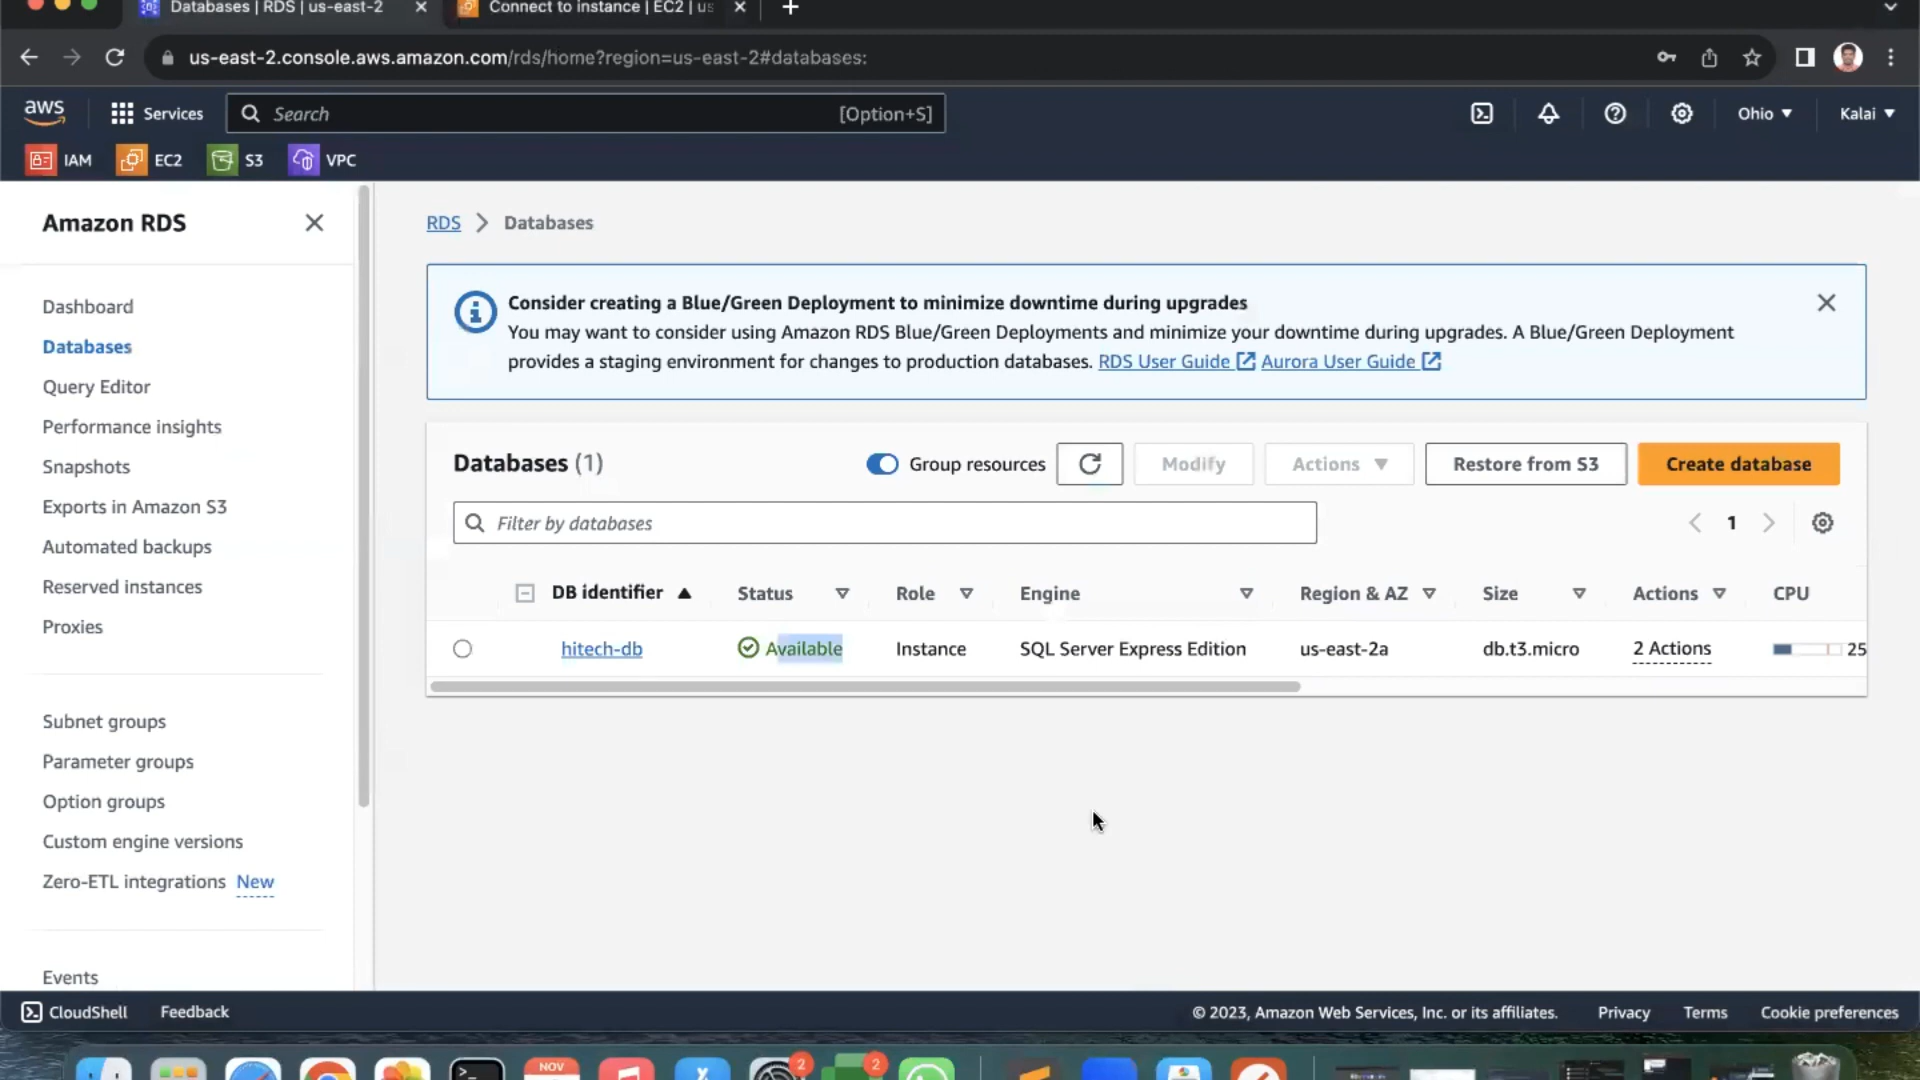 Databases | RDS | us-east-2
Connect to instance | EC2 | us
us-east-2.console.aws.amazon.com/rds/home?region=us-east-2#databases:
aws
Services
Search
[Option+S]
Ohio
Kalai
IAM
EC2
S3
VPC
Amazon RDS
Dashboard
Databases
Query Editor
Performance insights
Snapshots
Exports in Amazon S3
Automated backups
Reserved instances
Proxies
Subnet groups
Parameter groups
Option groups
Custom engine versions
Zero-ETL integrations New
Events
RDS > Databases
Consider creating a Blue/Green Deployment to minimize downtime during upgrades
You may want to consider using Amazon RDS Blue/Green Deployments and minimize your downtime during upgrades. A Blue/Green Deployment
provides a staging environment for changes to production databases. RDS User Guide Aurora User Guide
Databases (1)
Group resources
Modify
Actions
Restore from S3
Create database
Filter by databases
1
DB identifier Status Role Engine Region & AZ Size Actions CPU
hitech-db Available Instance SQL Server Express Edition us-east-2a db.t3.micro 2 Actions 25
CloudShell
Feedback
© 2023, Amazon Web Services, Inc. or its affiliates.
Privacy
Terms
Cookie preferences
NOV
2
2